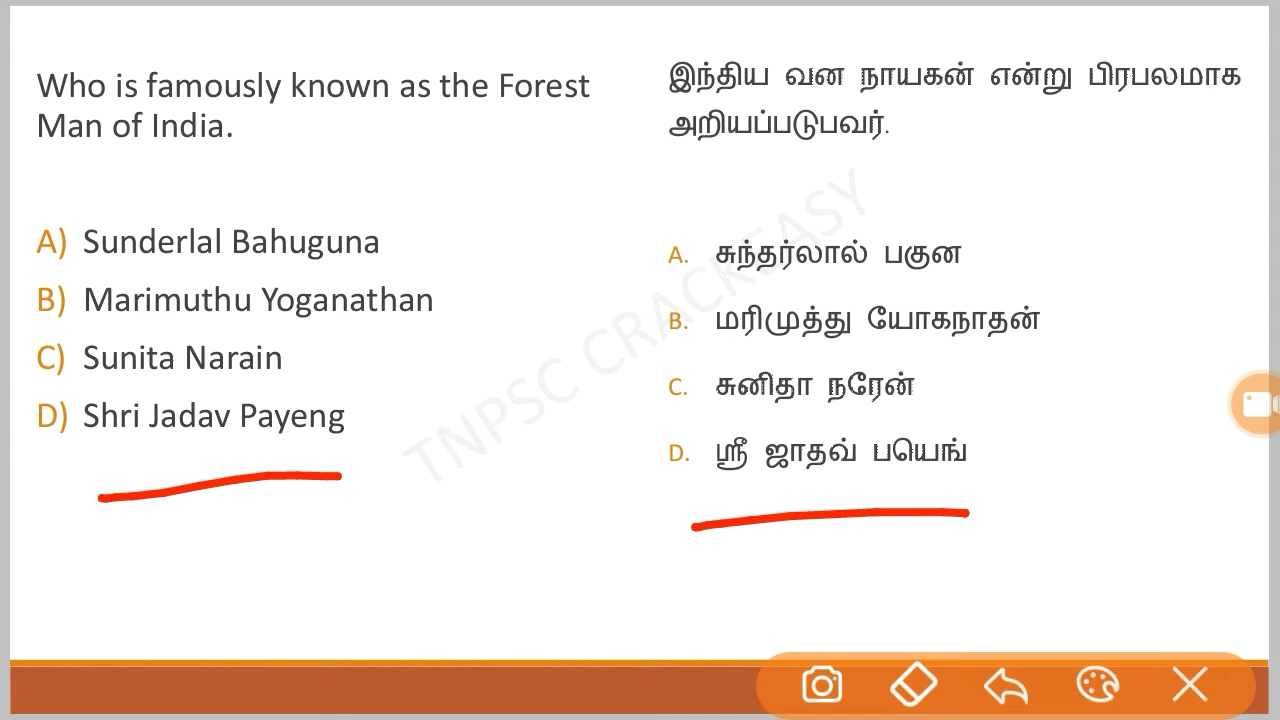 Who is famously known as the Forest
Man of India.
A) Sunderlal Bahuguna
B) Marimuthu Yoganathan
C) Sunita Narain
D) Shri Jadav Payeng
இந்திய வன நாயகன் என்று பிரபலமாக
அறியப்படுபவர்.
A. சுந்தர்லால் பகுன
B. மரிமுத்து யோகநாதன்
C. சுனிதா நரேன்
D. ஸ்ரீ ஜாதவ் பயெங்
TNPSC CRACKEASY